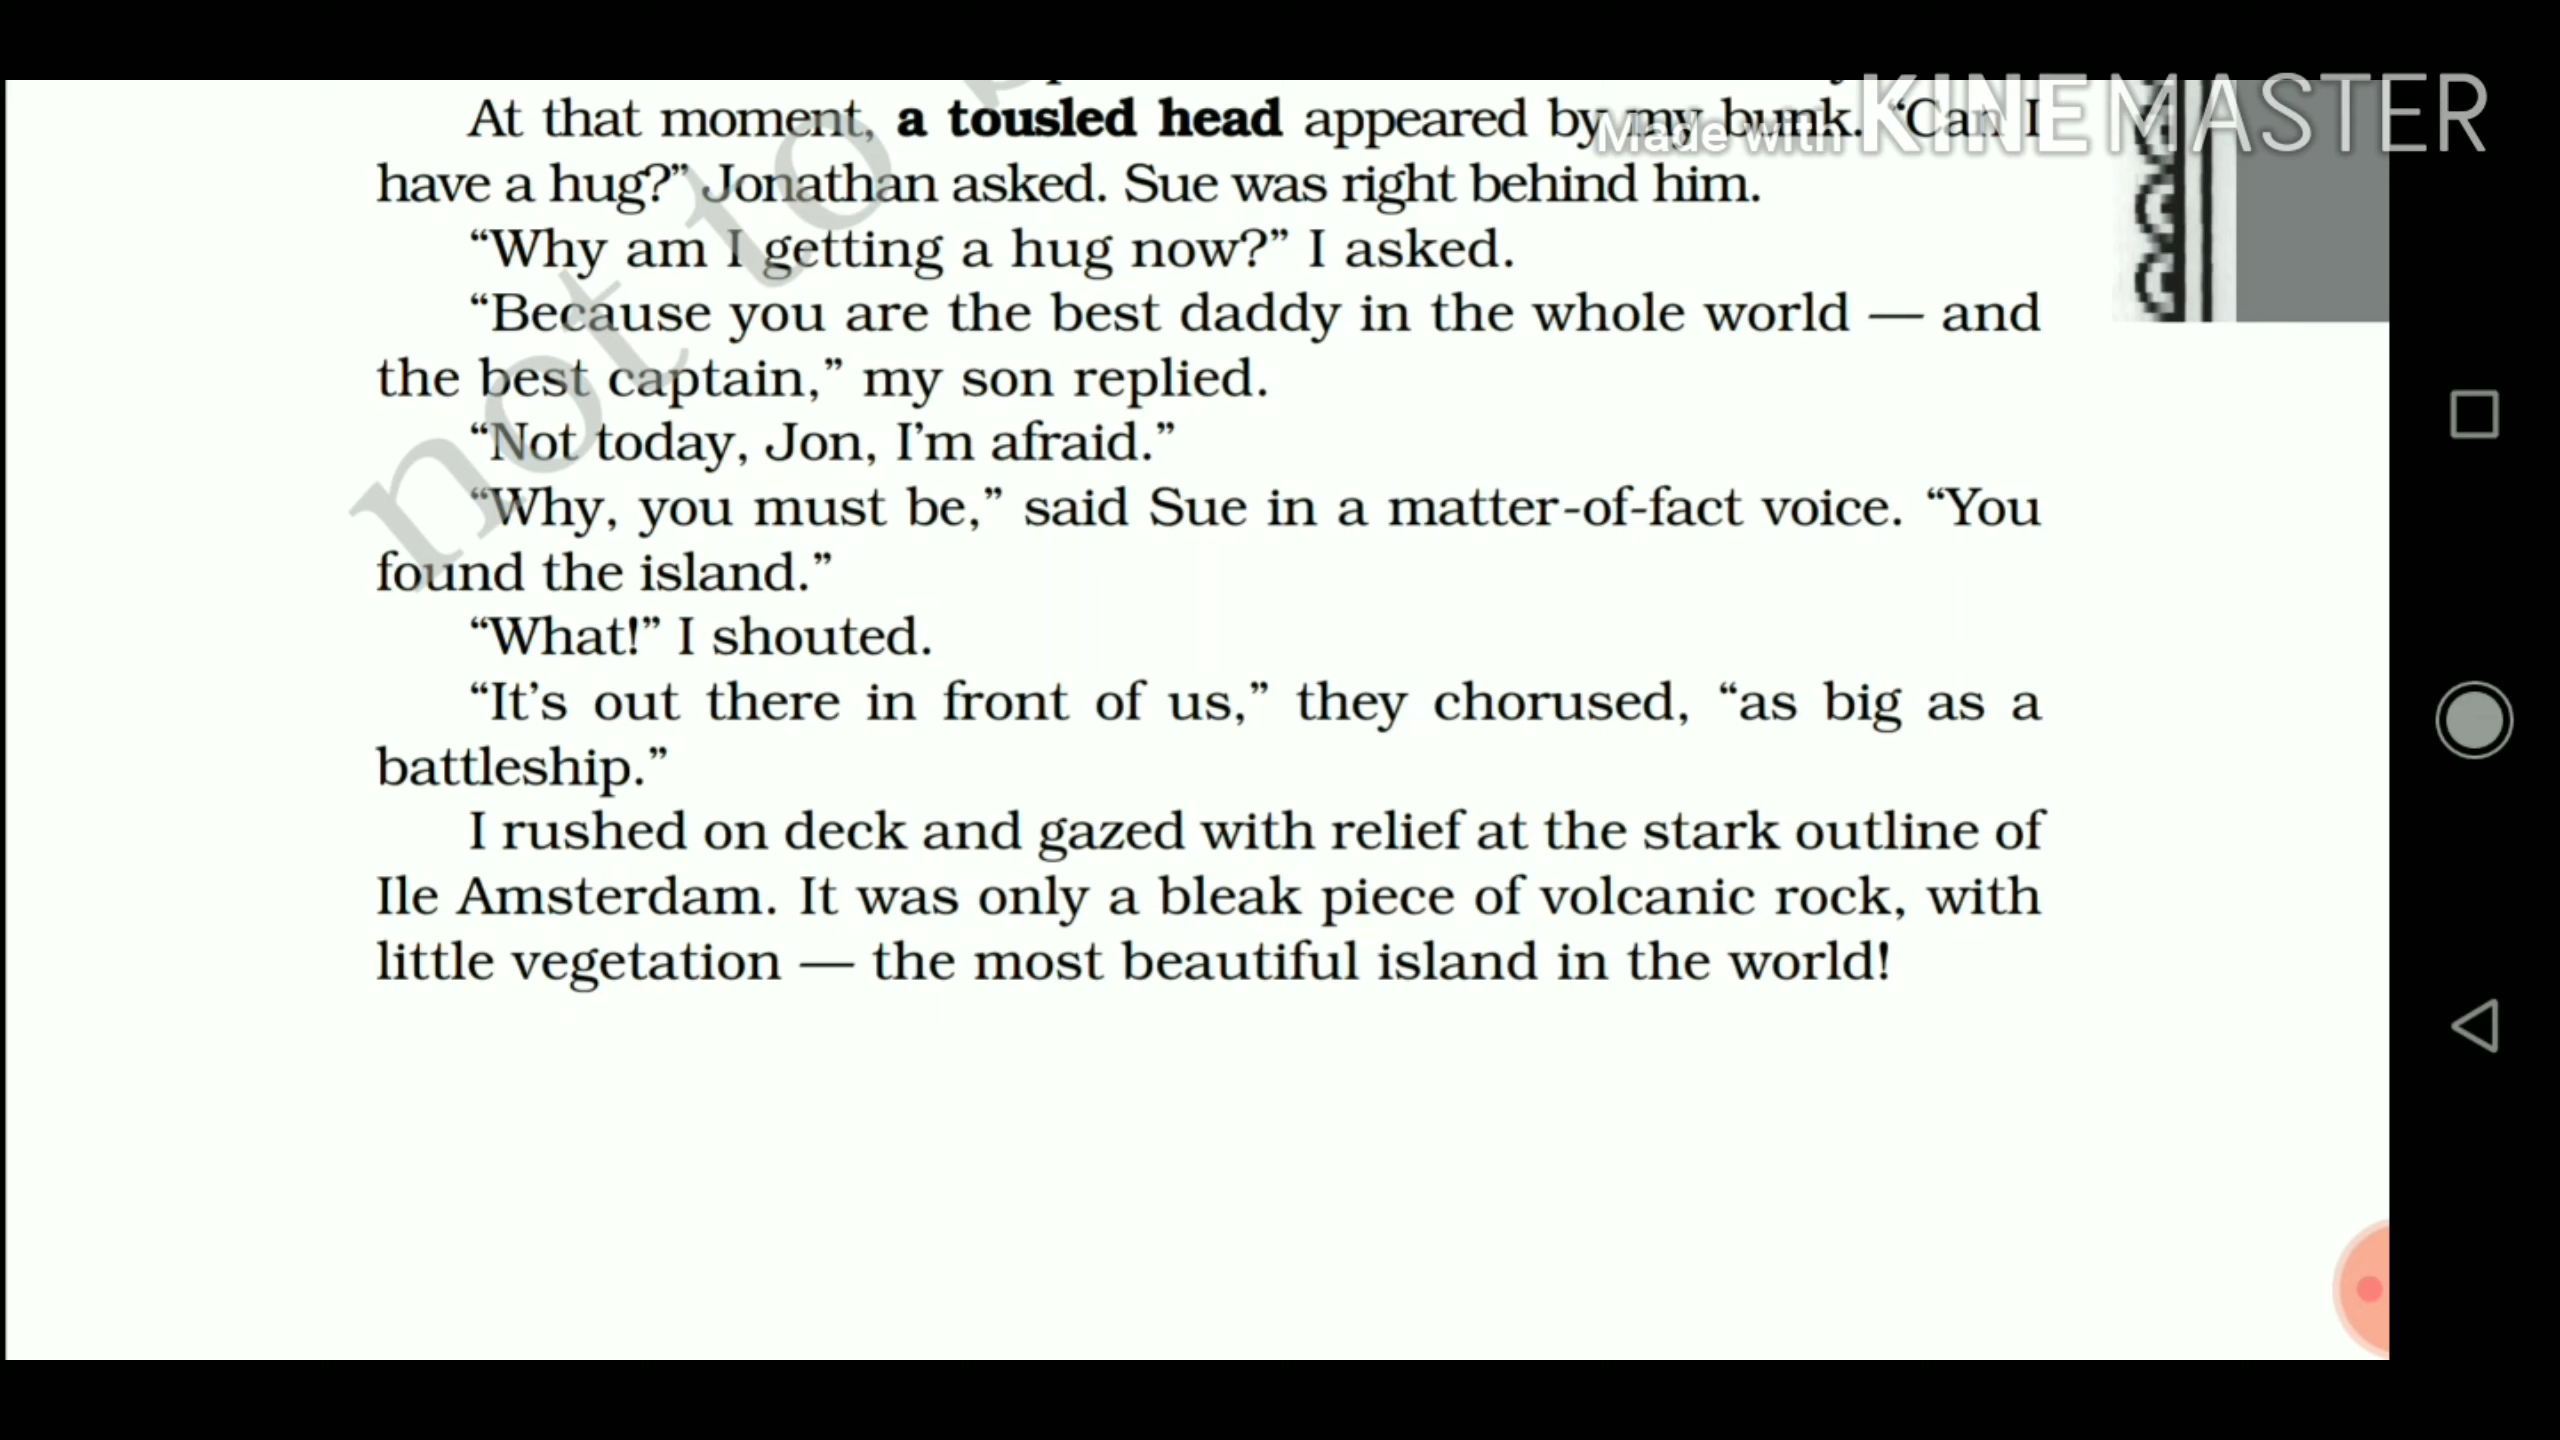 Made with KINEMASTER
At that moment, a tousled head appeared by my bunk. “Can I
have a hug?” Jonathan asked. Sue was right behind him.
“Why am I getting a hug now?” I asked.
“Because you are the best daddy in the whole world — and
the best captain,” my son replied.
“Not today, Jon, I’m afraid.”
“Why, you must be,” said Sue in a matter-of-fact voice. “You
found the island.”
“What!” I shouted.
“It’s out there in front of us,” they chorused, “as big as a
battleship.”
I rushed on deck and gazed with relief at the stark outline of
Ile Amsterdam. It was only a bleak piece of volcanic rock, with
little vegetation — the most beautiful island in the world!
not to